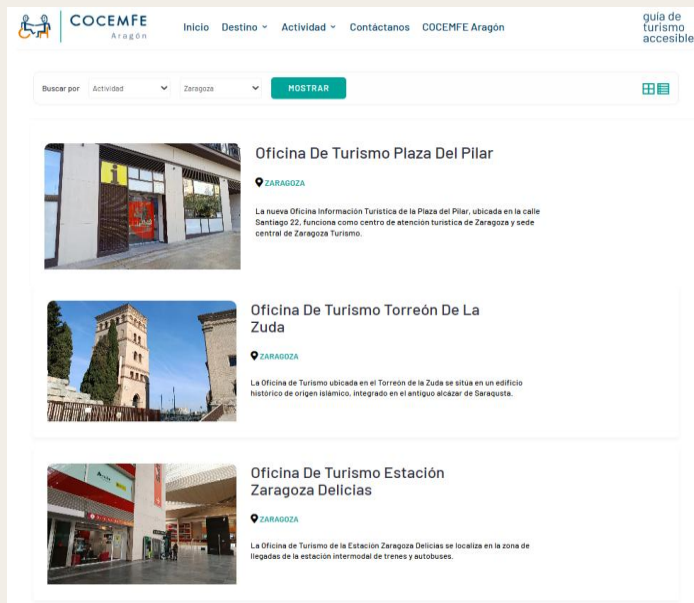 COCEMFE
Aragón
Inicio Destino Actividad Contáctanos COCEMFE Aragón
guía de
turismo
accesible
Buscar por Actividad Zaragoza MOSTRAR
Oficina De Turismo Plaza Del Pilar
ZARAGOZA
La nueva Oficina Información Turística de la Plaza del Pilar, ubicada en la calle
Santiago 22, funciona como centro de atención turística de Zaragoza y sede
central de Zaragoza Turismo.
i
Oficina De Turismo Torreón De La
Zuda
ZARAGOZA
La Oficina de Turismo ubicada en el Torreón de la Zuda se sitúa en un edificio
histórico de origen islámico, integrado en el antiguo alcázar de Saraqusta.
Oficina De Turismo Estación
Zaragoza Delicias
ZARAGOZA
La Oficina de Turismo de la Estación Zaragoza Delicias se localiza en la zona de
llegadas de la estación intermodal de trenes y autobuses.